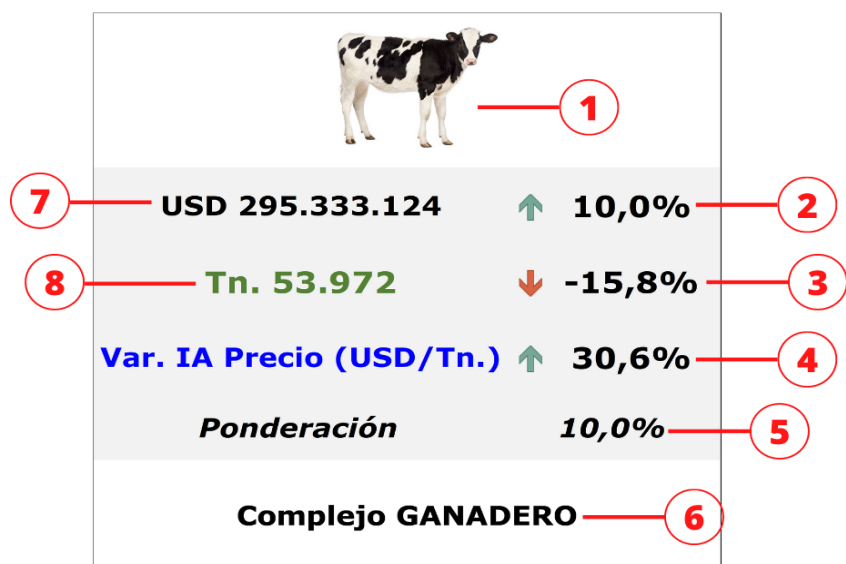 1
7 USD 295.333.124 10,0% 2
8 Tn. 53.972 -15,8% 3
Var. IA Precio (USD/Tn.) 30,6% 4
Ponderación 10,0% 5
Complejo GANADERO 6